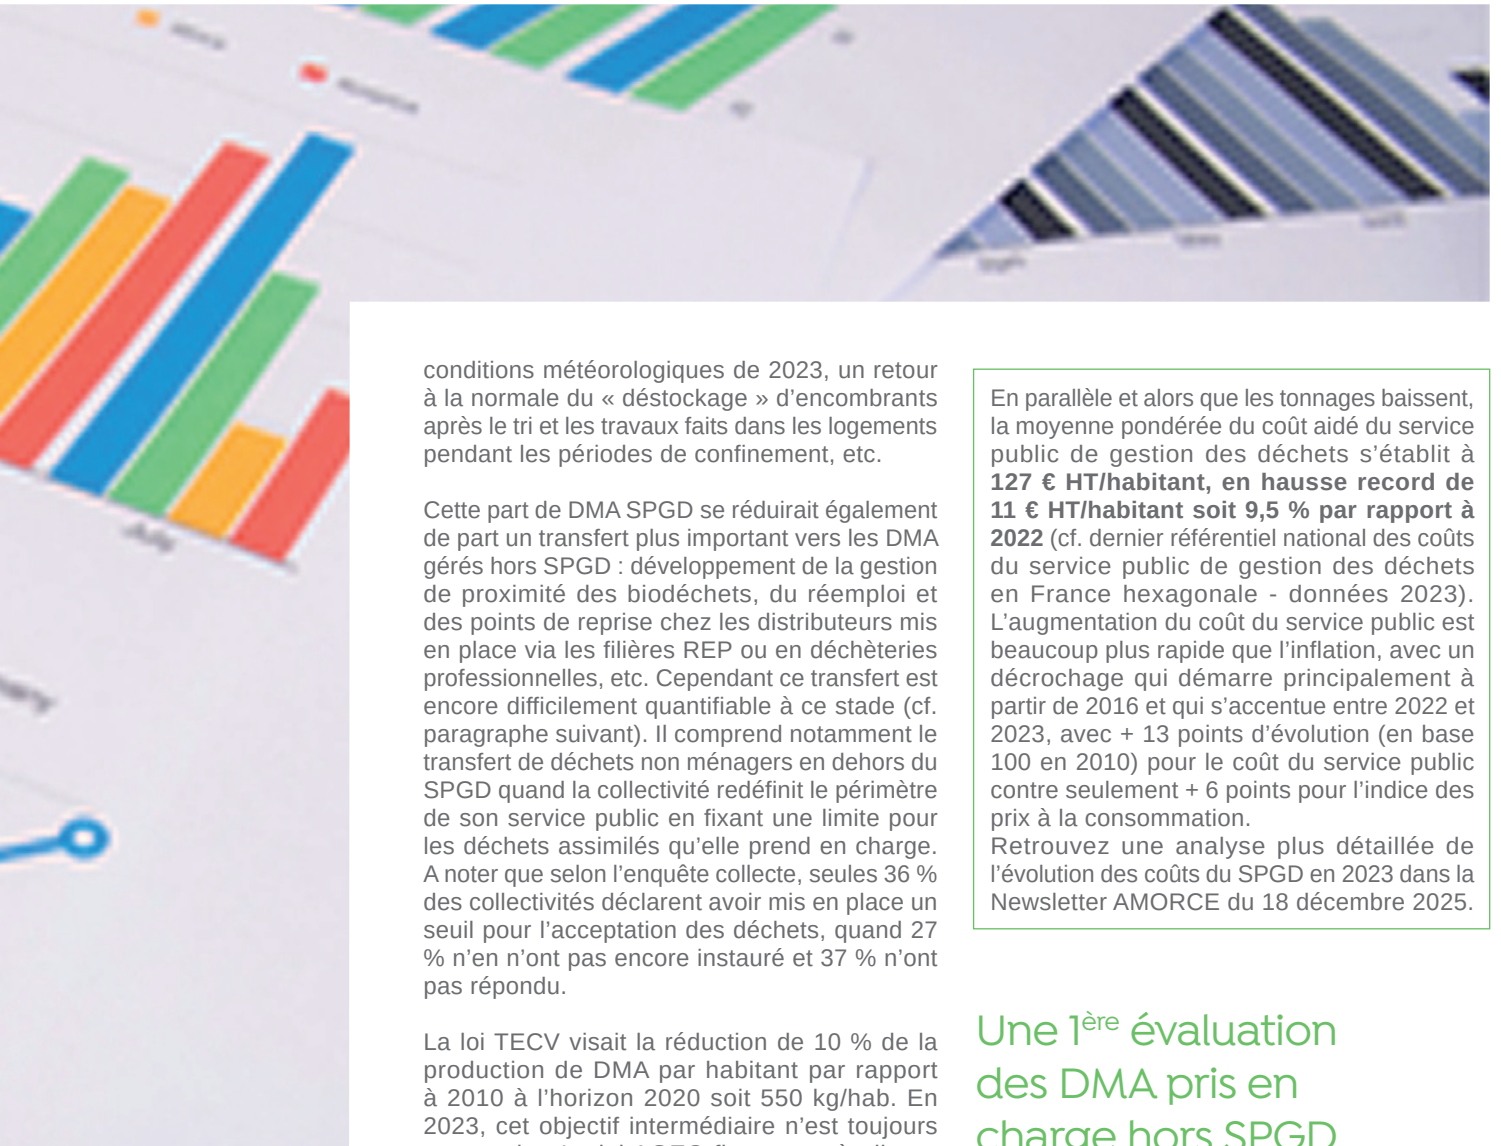 July
conditions météorologiques de 2023, un retour
à la normale du « déstockage » d’encombrants
après le tri et les travaux faits dans les logements
pendant les périodes de confinement, etc.
Cette part de DMA SPGD se réduirait également
de part un transfert plus important vers les DMA
gérés hors SPGD : développement de la gestion
de proximité des biodéchets, du réemploi et
des points de reprise chez les distributeurs mis
en place via les filières REP ou en déchèteries
professionnelles, etc. Cependant ce transfert est
encore difficilement quantifiable à ce stade (cf.
paragraphe suivant). Il comprend notamment le
transfert de déchets non ménagers en dehors du
SPGD quand la collectivité redéfinit le périmètre
de son service public en fixant une limite pour
les déchets assimilés qu’elle prend en charge.
A noter que selon l’enquête collecte, seules 36 %
des collectivités déclarent avoir mis en place un
seuil pour l’acceptation des déchets, quand 27
% n’en n’ont pas encore instauré et 37 % n’ont
pas répondu.
La loi TECV visait la réduction de 10 % de la
production de DMA par habitant par rapport
à 2010 à l’horizon 2020 soit 550 kg/hab. En
2023, cet objectif intermédiaire n’est toujours
En parallèle et alors que les tonnages baissent,
la moyenne pondérée du coût aidé du service
public de gestion des déchets s’établit à
127 € HT/habitant, en hausse record de
11 € HT/habitant soit 9,5 % par rapport à
2022 (cf. dernier référentiel national des coûts
du service public de gestion des déchets
en France hexagonale - données 2023).
L’augmentation du coût du service public est
beaucoup plus rapide que l’inflation, avec un
décrochage qui démarre principalement à
partir de 2016 et qui s’accentue entre 2022 et
2023, avec + 13 points d’évolution (en base
100 en 2010) pour le coût du service public
contre seulement + 6 points pour l’indice des
prix à la consommation.
Retrouvez une analyse plus détaillée de
l’évolution des coûts du SPGD en 2023 dans la
Newsletter AMORCE du 18 décembre 2025.
Une 1ère évaluation
des DMA pris en
charge hors SPGD